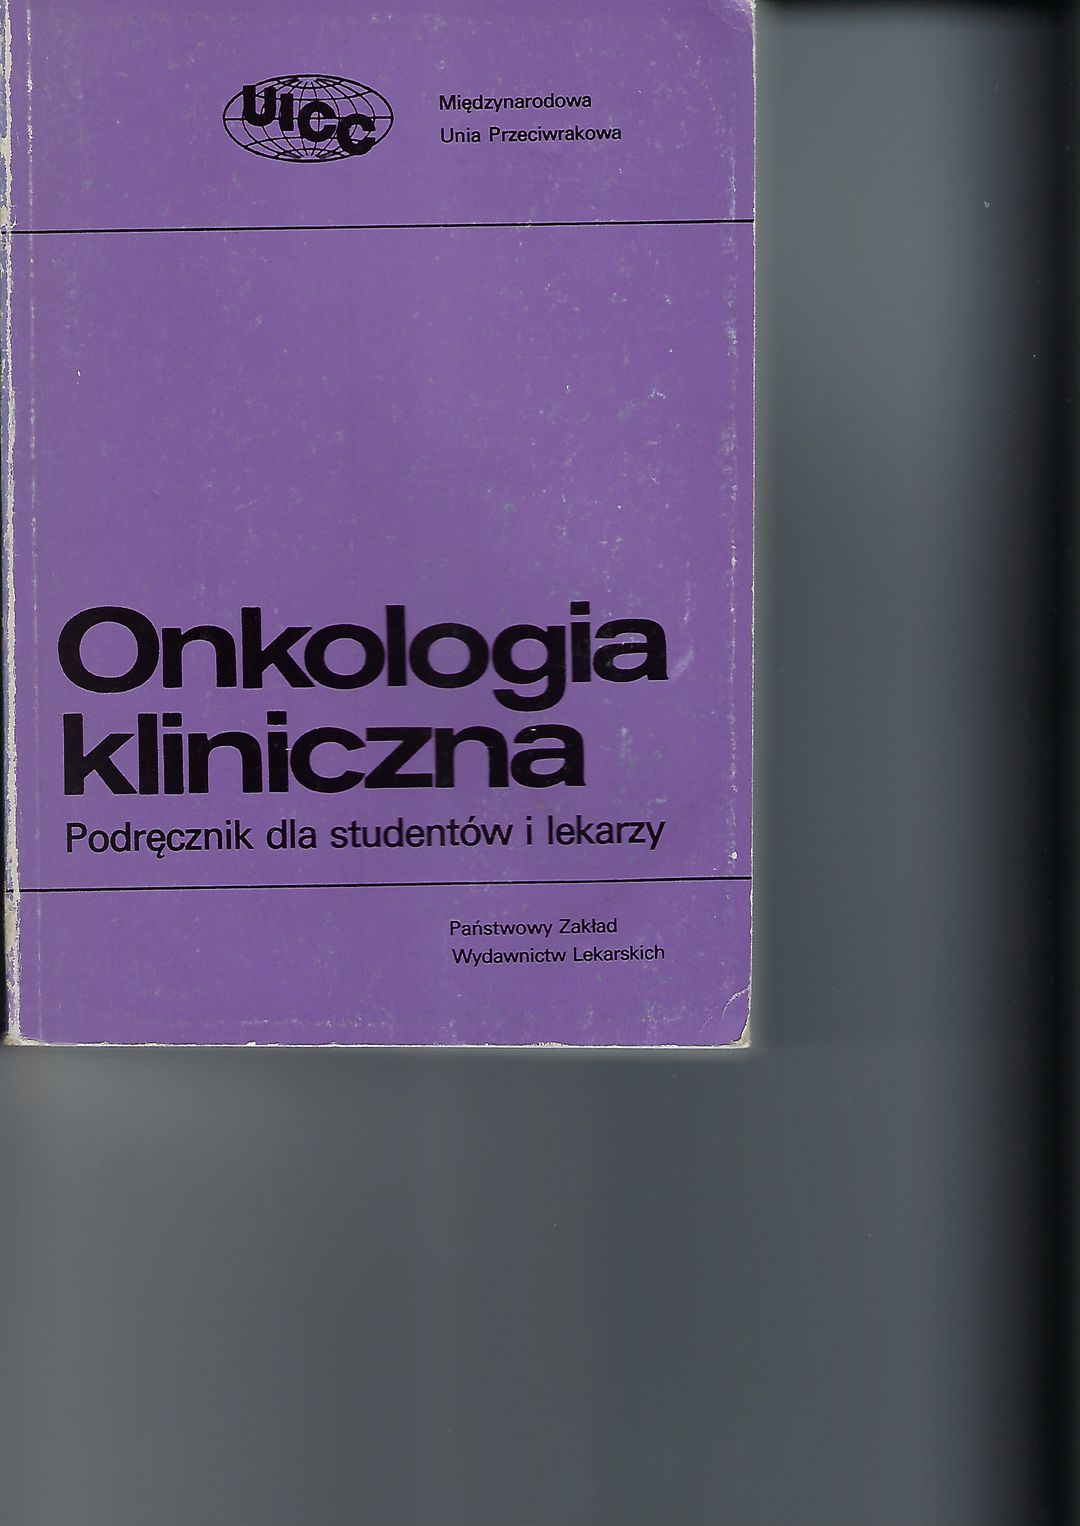 UICC
Międzynarodowa
Unia Przeciwrakowa
Onkologia
kliniczna
Podręcznik dla studentów i lekarzy
Państwowy Zakład
Wydawnictw Lekarskich